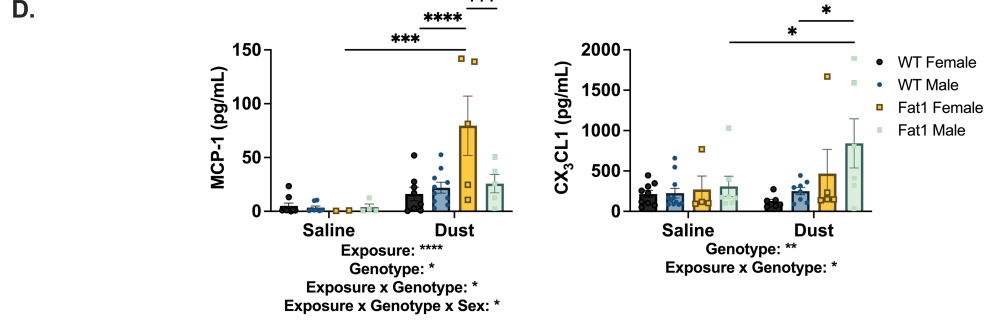 D.
****
***
150
100
50
0
MCP-1 (pg/mL)
Saline
Dust
Exposure: ****
Genotype: *
Exposure x Genotype: *
Exposure x Genotype x Sex: *
*
*
2000
1500
1000
500
0
CX3CL1 (pg/mL)
Saline
Dust
Genotype: **
Exposure x Genotype: *
WT Female
WT Male
Fat1 Female
Fat1 Male